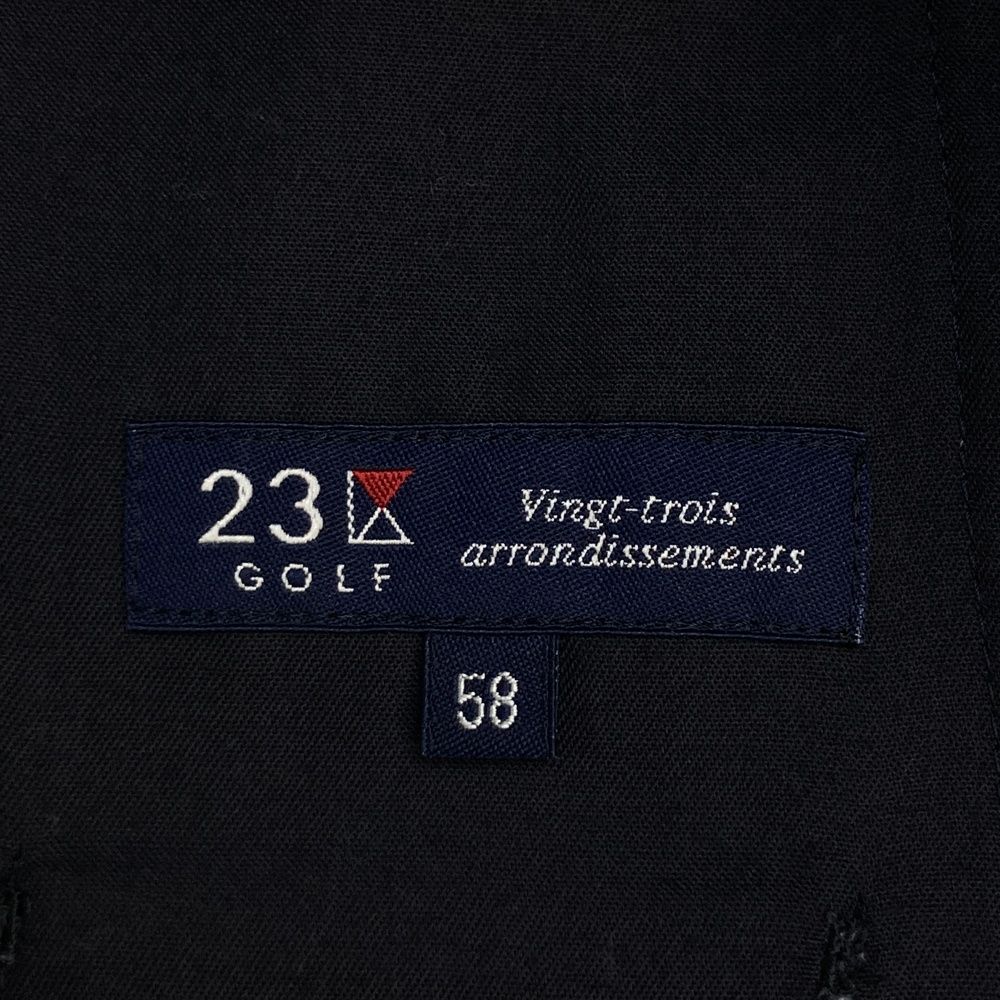 23
GOLF
Vingt-trois
arrondissements
58